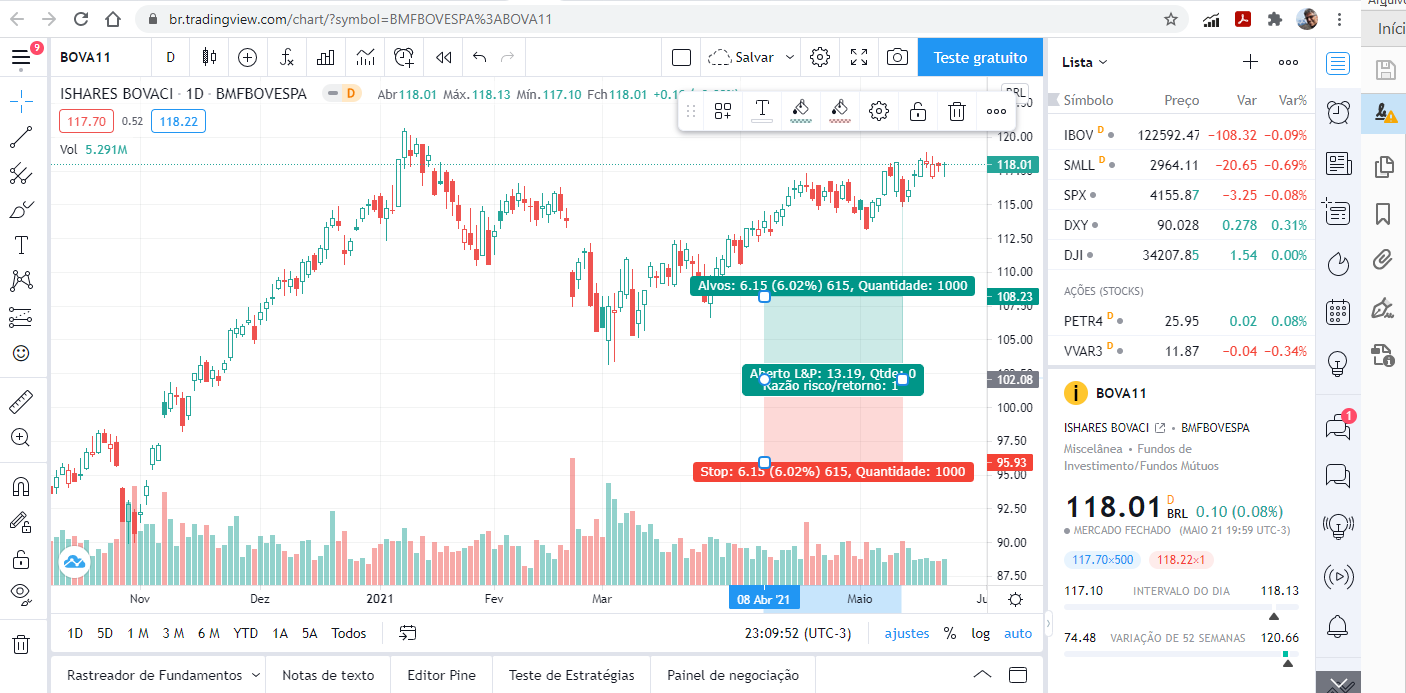 Arquivo
br.tradingview.com/chart/?symbol=BMFBOVESPA%3ABOVA11
Iníci
9
BOVA11
D
Salvar
Teste gratuito
Lista
ISHARES BOVACI · 1D · BMFBOVESPA
D
Abr118.01 Máx.118.13 Mín.117.10 Fch118.01
BRL
117.70
0.52
118.22
Vol 5.291M
T
T
120.00
118.01
115.00
112.50
110.00
108.23
107.50
105.00
102.08
100.00
97.50
95.93
95.00
92.50
90.00
87.50
Alvos: 6.15 (6.02%) 615, Quantidade: 1000
Aberto L&P: 13.19, Qtde: 0
Razão risco/retorno: 1
Stop: 6.15 (6.02%) 615, Quantidade: 1000
Nov Dez 2021 Fev Mar 08 Abr '21 Maio
1D 5D 1 M 3 M 6 M YTD 1A 5A Todos
23:09:52 (UTC-3) ajustes % log auto
Rastreador de Fundamentos Notas de texto Editor Pine Teste de Estratégias Painel de negociação
Símbolo Preço Var Var%
IBOV D 122592.47 −108.32 −0.09%
SMLL D 2964.11 −20.65 −0.69%
SPX 4155.87 −3.25 −0.08%
DXY 90.028 0.278 0.31%
DJI 34207.85 1.54 0.00%
AÇÕES (STOCKS)
PETR4 D 25.95 0.02 0.08%
VVAR3 D 11.87 −0.04 −0.34%
BOVA11
ISHARES BOVACI • BMFBOVESPA
Miscelânea • Fundos de
Investimento/Fundos Mútuos
118.01 D BRL 0.10 (0.08%)
MERCADO FECHADO (MAIO 21 19:59 UTC-3)
117.70×500 118.22×1
117.10 INTERVALO DO DIA 118.13
74.48 VARIAÇÃO DE 52 SEMANAS 120.66
1